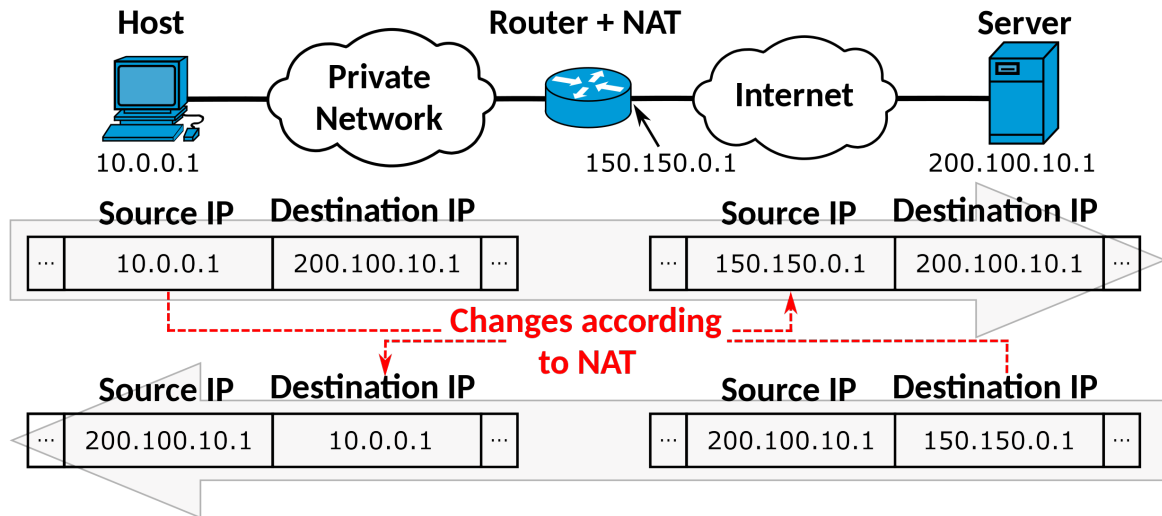 Host
Router + NAT
Server
Private
Network
Internet
10.0.0.1
150.150.0.1
200.100.10.1
Source IP
Destination IP
Source IP
Destination IP
... 10.0.0.1 200.100.10.1 ...
... 150.150.0.1 200.100.10.1 ...
Changes according
to NAT
Source IP
Destination IP
Source IP
Destination IP
... 200.100.10.1 10.0.0.1 ...
... 200.100.10.1 150.150.0.1 ...